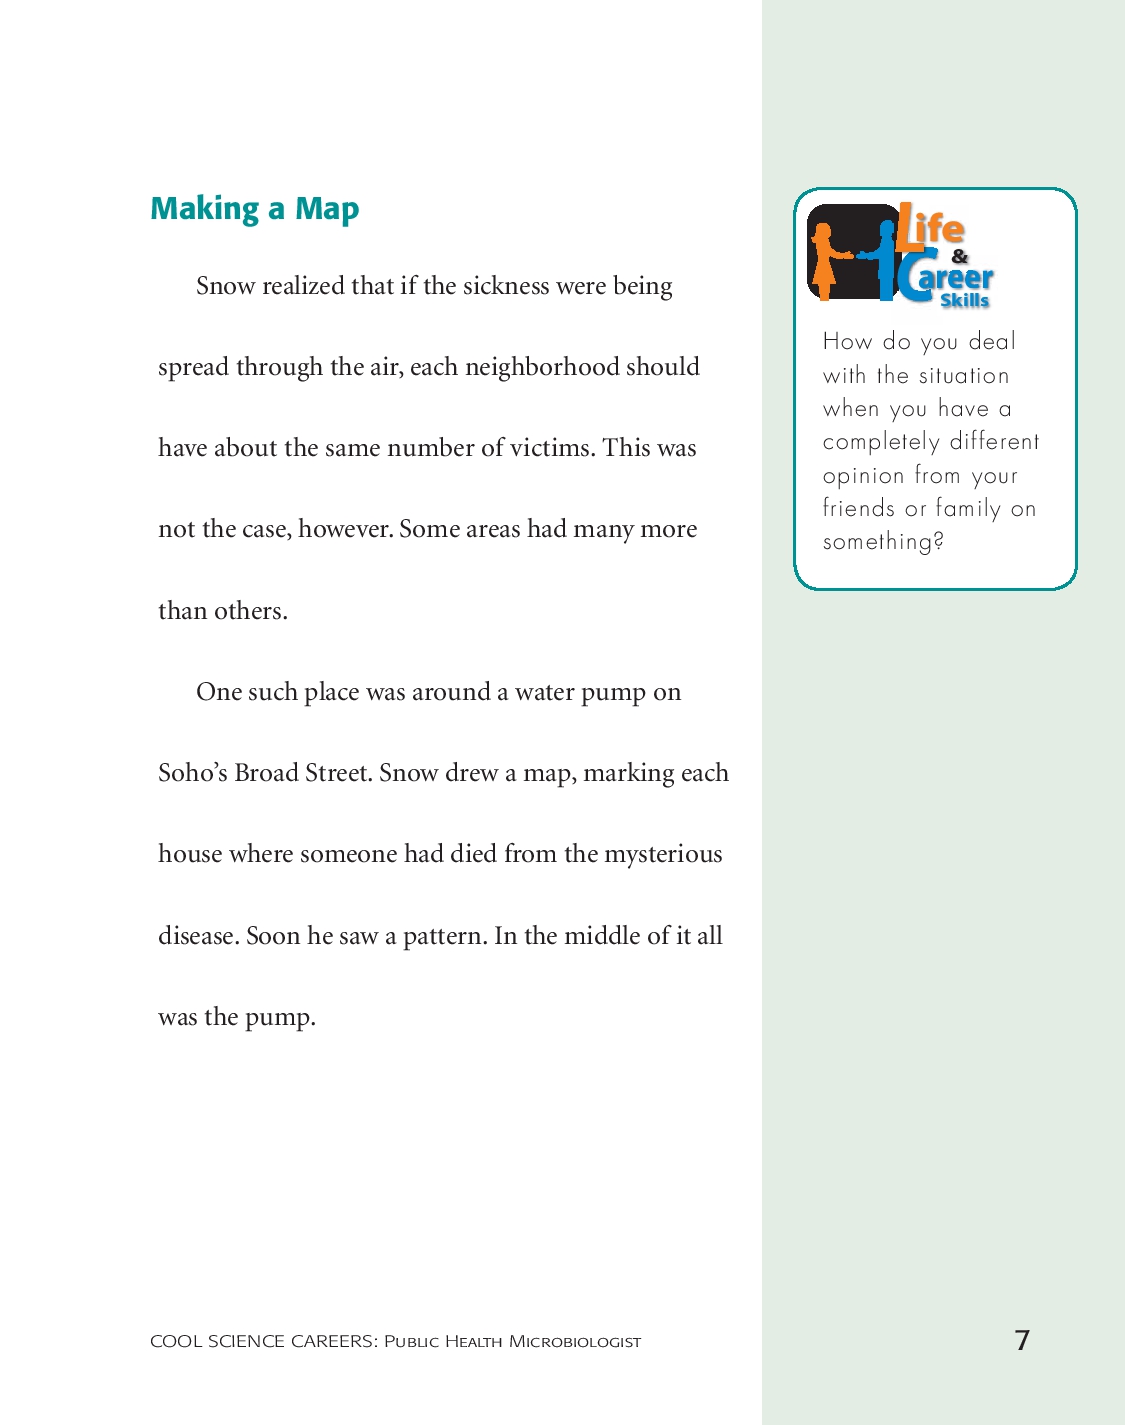 Making a Map
Snow realized that if the sickness were being
spread through the air, each neighborhood should
have about the same number of victims. This was
not the case, however. Some areas had many more
than others.
One such place was around a water pump on
Soho’s Broad Street. Snow drew a map, marking each
house where someone had died from the mysterious
disease. Soon he saw a pattern. In the middle of it all
was the pump.
Life
&
Career
Skills
How do you deal
with the situation
when you have a
completely different
opinion from your
friends or family on
something?
COOL SCIENCE CAREERS: Public Health Microbiologist
7